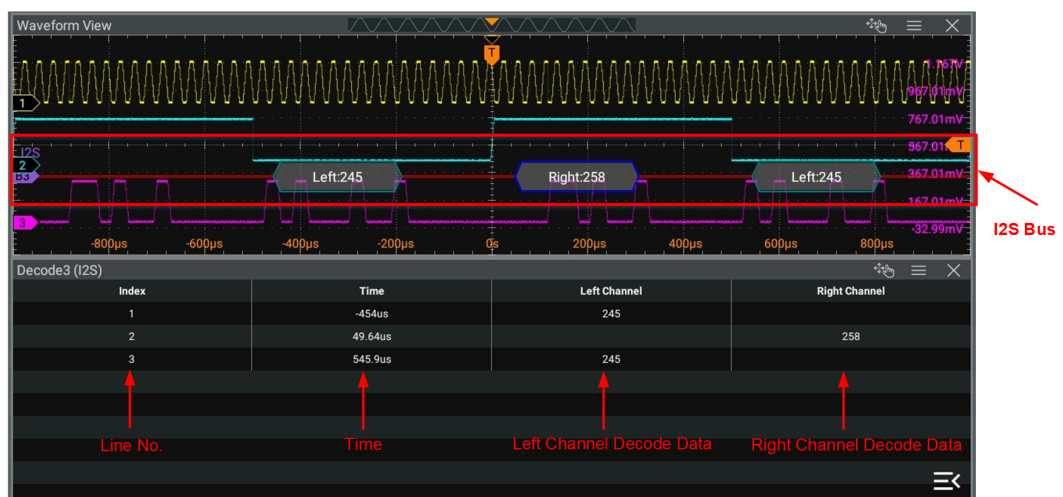 Waveform View
T
1.167V
1
967.01mV
767.01mV
I2S
567.01
T
2
B3
Left:245
Right:258
Left:245
367.01mV
167.01mV
3
-32.99mV
I2S Bus
-800µs
-600µs
-400µs
-200µs
0s
200µs
400µs
600µs
800µs
Decode3 (I2S)
Index Time Left Channel Right Channel
1 -454us 245
2 49.64us 258
3 545.9us 245
Line No. Time Left Channel Decode Data Right Channel Decode Data